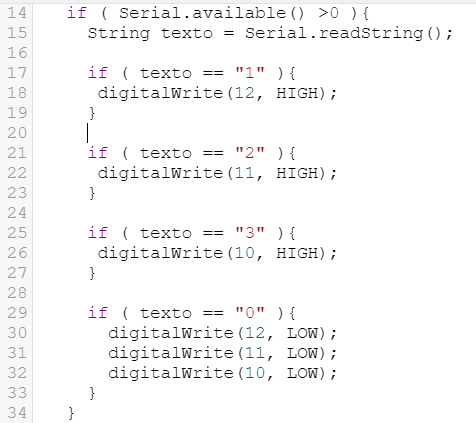 14 if ( Serial.available() >0 ){
15 String texto = Serial.readString();
16
17 if ( texto == "1" ){
18 digitalWrite(12, HIGH);
19 }
20
21 if ( texto == "2" ){
22 digitalWrite(11, HIGH);
23 }
24
25 if ( texto == "3" ){
26 digitalWrite(10, HIGH);
27 }
28
29 if ( texto == "0" ){
30 digitalWrite(12, LOW);
31 digitalWrite(11, LOW);
32 digitalWrite(10, LOW);
33 }
34 }